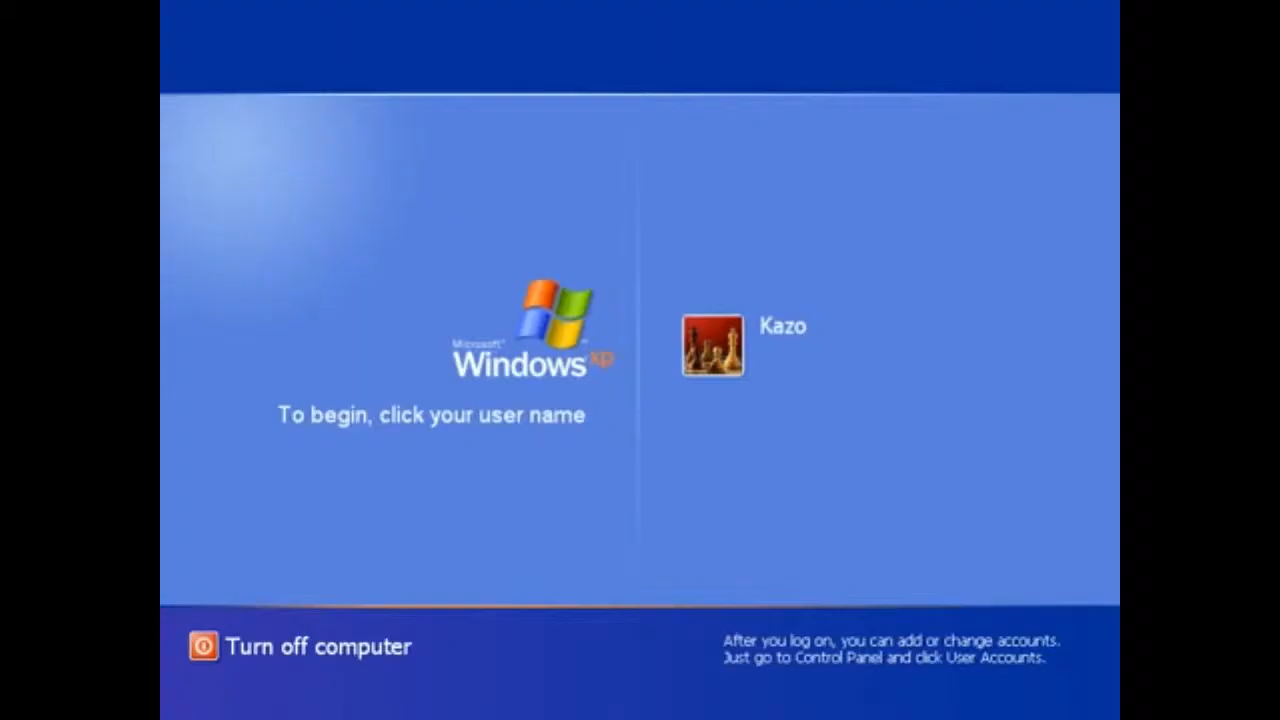 Microsoft®
Windows xp
To begin, click your user name
Kazo
Turn off computer
After you log on, you can add or change accounts.
Just go to Control Panel and click User Accounts.